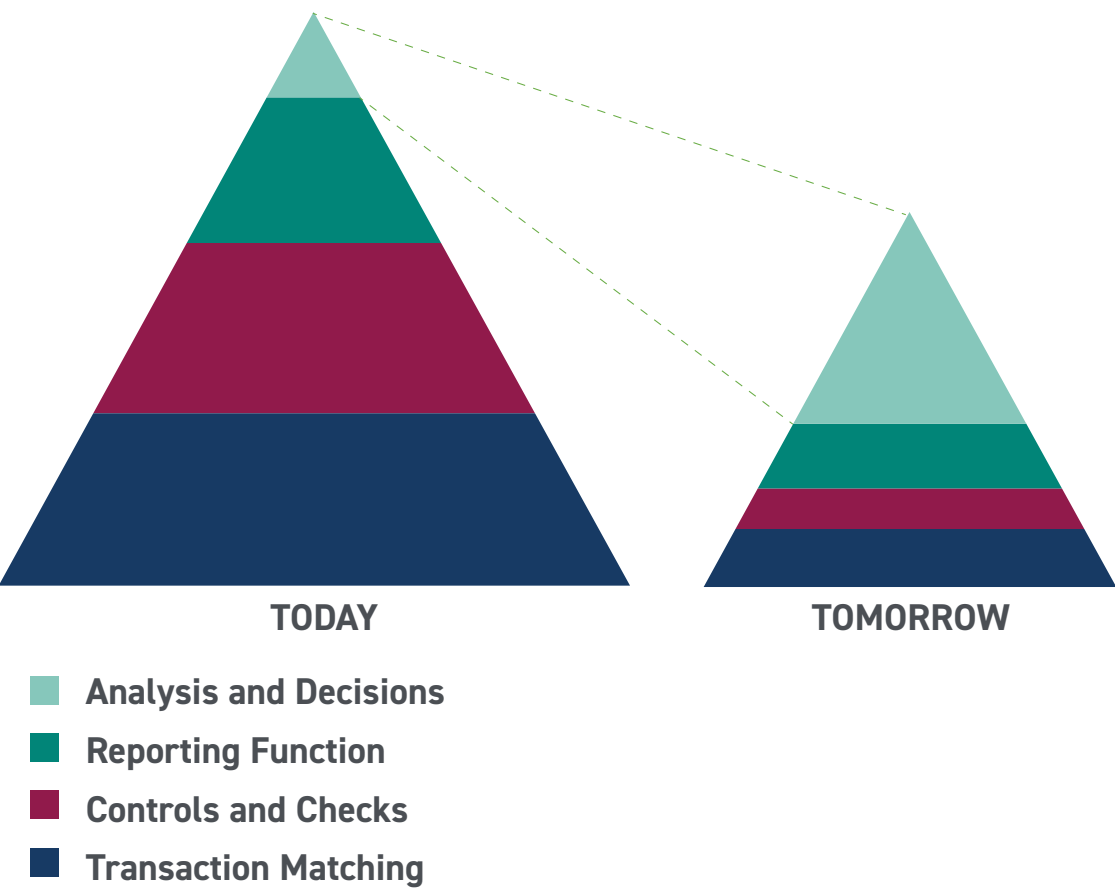 TODAY
TOMORROW
Analysis and Decisions
Reporting Function
Controls and Checks
Transaction Matching